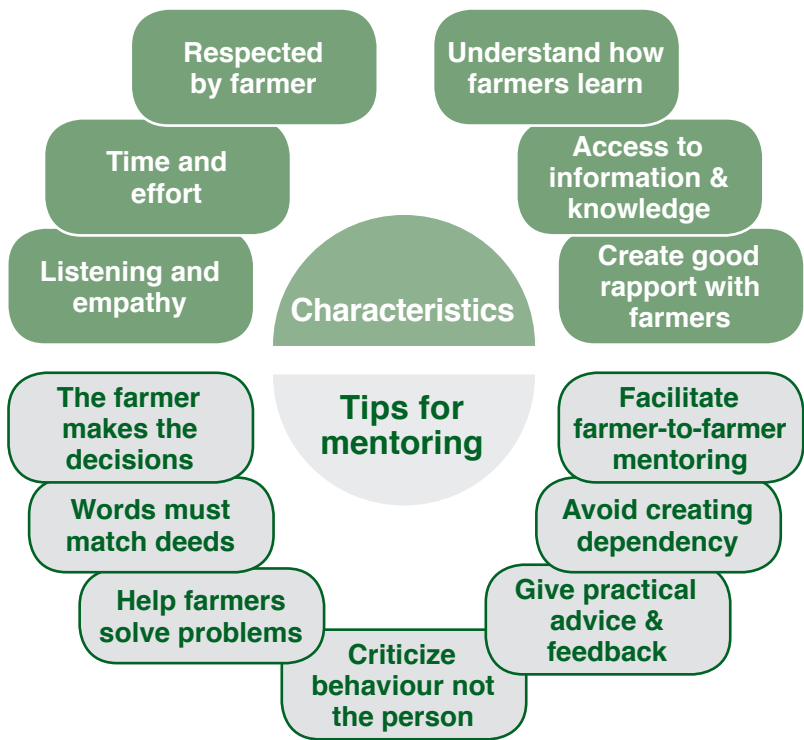 Respected
by farmer
Understand how
farmers learn
Time and
effort
Access to
information &
knowledge
Listening and
empathy
Create good
rapport with
farmers
Characteristics
Tips for
mentoring
The farmer
makes the
decisions
Facilitate
farmer-to-farmer
mentoring
Words must
match deeds
Avoid creating
dependency
Help farmers
solve problems
Give practical
advice &
feedback
Criticize
behaviour not
the person